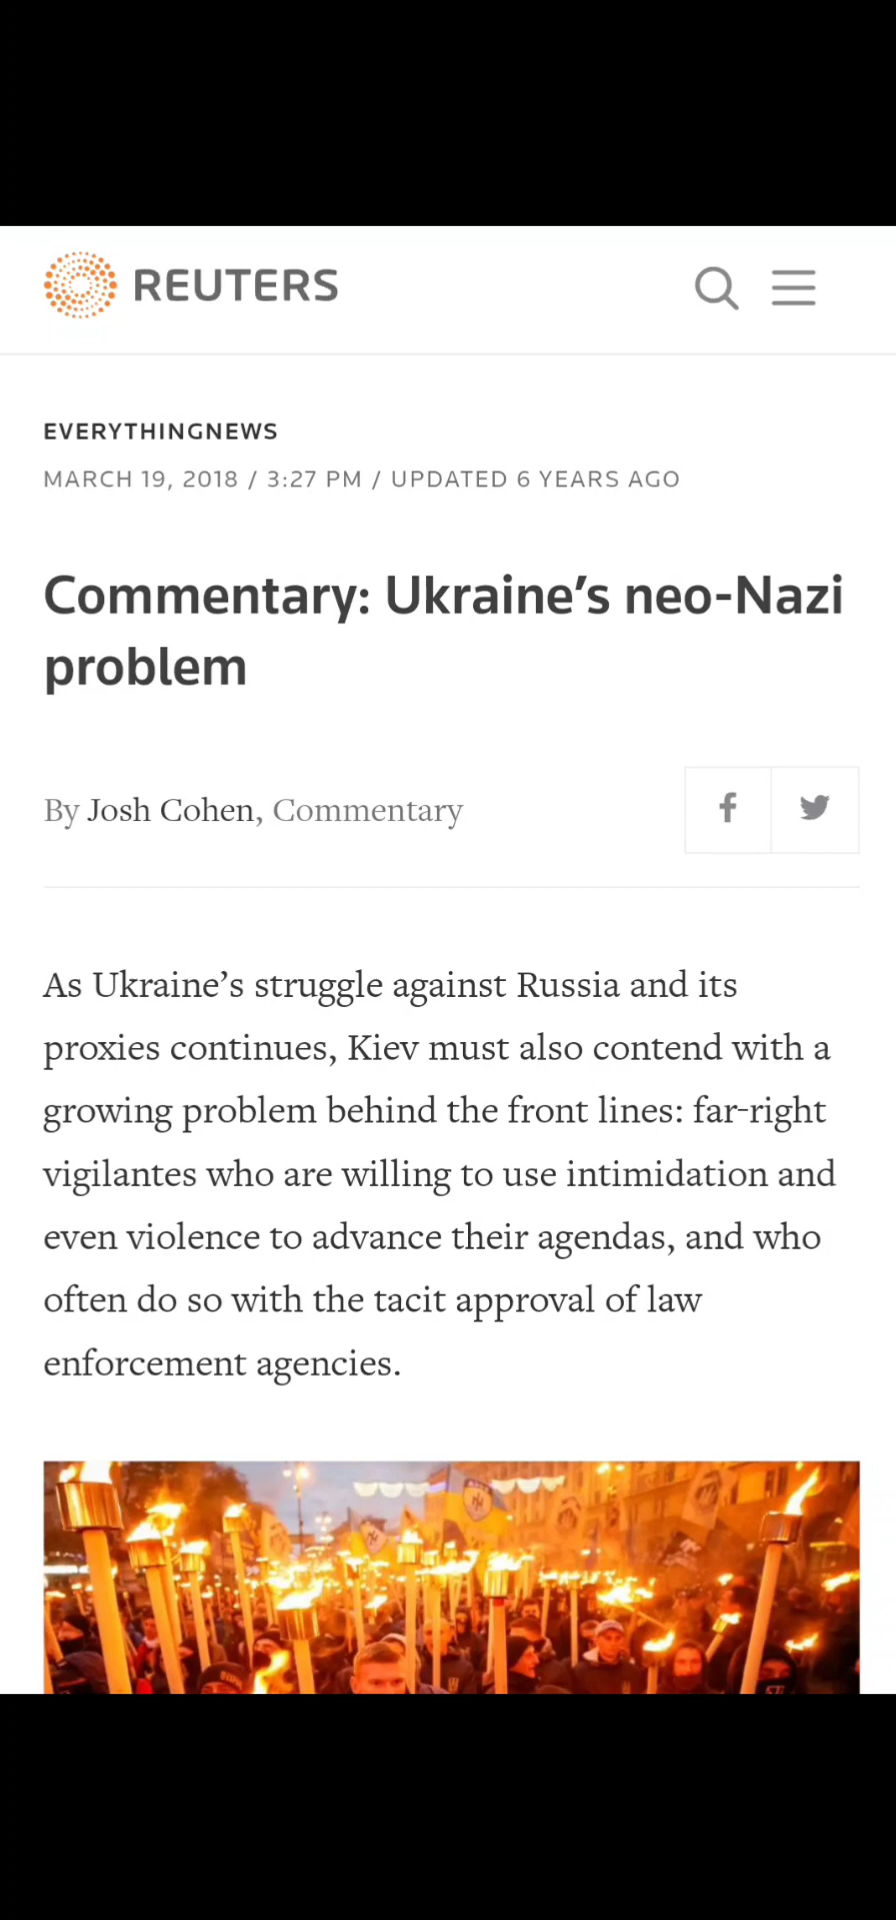 REUTERS
EVERYTHINGNEWS
MARCH 19, 2018 / 3:27 PM / UPDATED 6 YEARS AGO
Commentary: Ukraine’s neo-Nazi
problem
By Josh Cohen, Commentary
As Ukraine’s struggle against Russia and its
proxies continues, Kiev must also contend with a
growing problem behind the front lines: far-right
vigilantes who are willing to use intimidation and
even violence to advance their agendas, and who
often do so with the tacit approval of law
enforcement agencies.